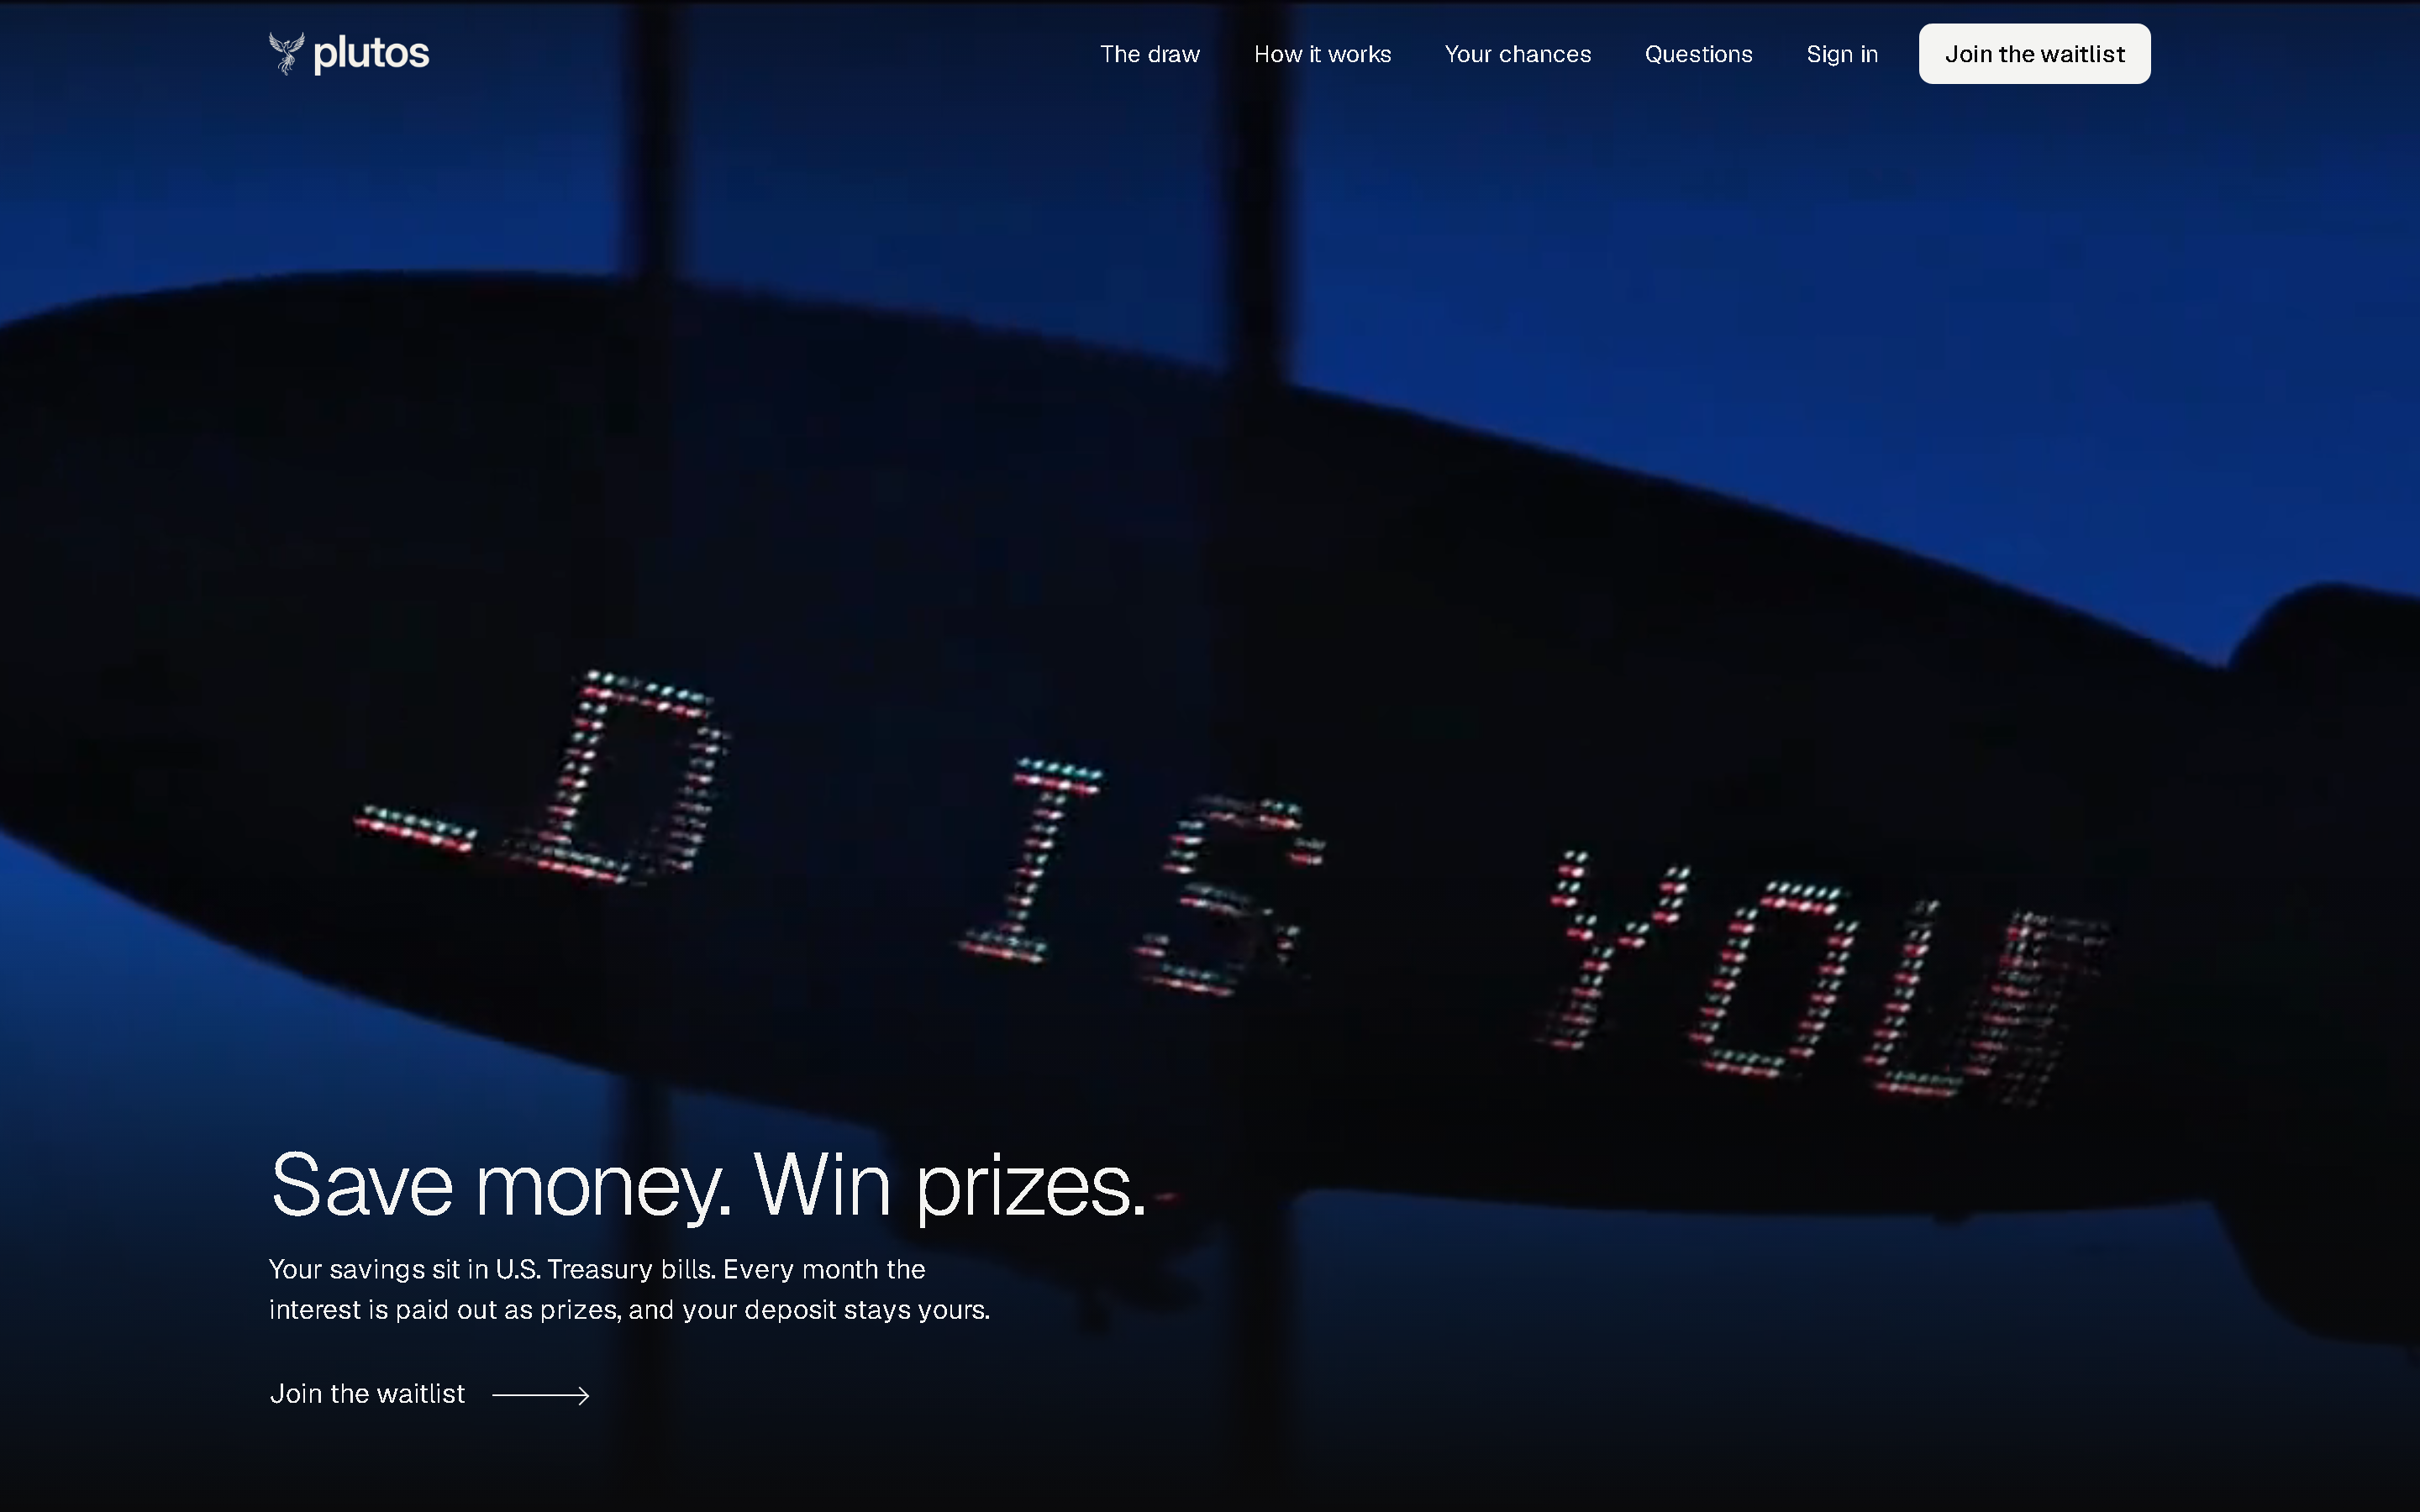 plutos
The draw
How it works
Your chances
Questions
Sign in
Join the waitlist
D IS YOU
Save money. Win prizes.
Your savings sit in U.S. Treasury bills. Every month the
interest is paid out as prizes, and your deposit stays yours.
Join the waitlist